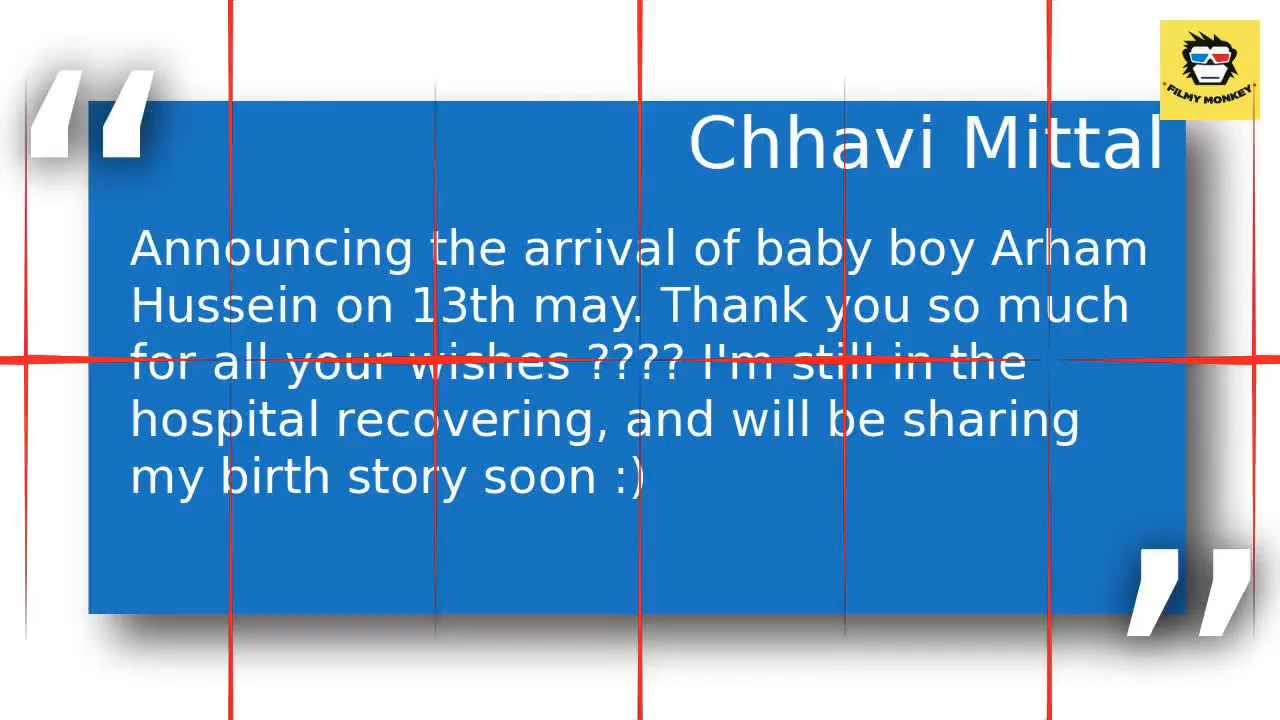 FILMY MONKEY
Chhavi Mittal
Announcing the arrival of baby boy Arham
Hussein on 13th may. Thank you so much
for all your wishes ???? I'm still in the
hospital recovering, and will be sharing
my birth story soon :)